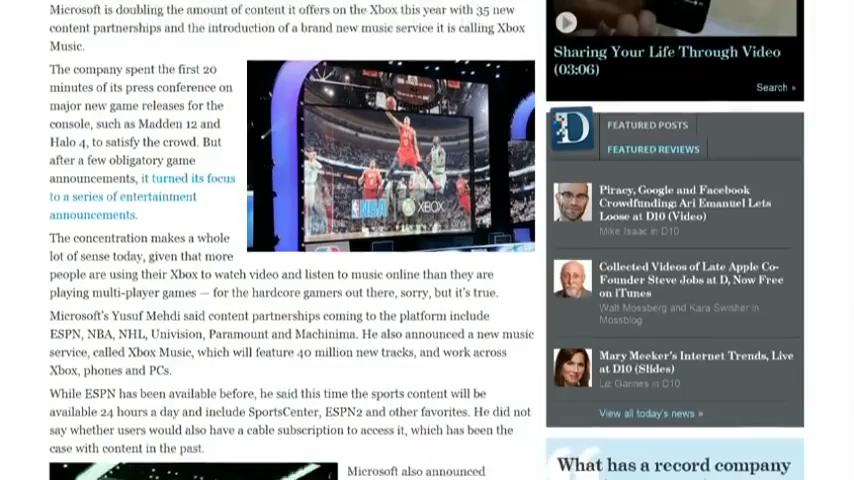 Microsoft is doubling the amount of content it offers on the Xbox this year with 35 new
content partnerships and the introduction of a brand new music service it is calling Xbox
Music.
The company spent the first 20
minutes of its press conference on
major new game releases for the
console, such as Madden 12 and
Halo 4, to satisfy the crowd. But
after a few obligatory game
announcements, it turned its focus
to a series of entertainment
announcements.
The concentration makes a whole
lot of sense today, given that more
people are using their Xbox to watch video and listen to music online than they are
playing multi-player games — for the hardcore gamers out there, sorry, but it's true.
Microsoft's Yusuf Mehdi said content partnerships coming to the platform include
ESPN, NBA, NHL, Univision, Paramount and Machinima. He also announced a new music
service, called Xbox Music, which will feature 40 million new tracks, and work across
Xbox, phones and PCs.
While ESPN has been available before, he said this time the sports content will be
available 24 hours a day and include SportsCenter, ESPN2 and other favorites. He did not
say whether users would also have a cable subscription to access it, which has been the
case with content in the past.
Microsoft also announced
NBA
XBOX
Sharing Your Life Through Video
(03:06)
Search »
D
FEATURED POSTS
FEATURED REVIEWS
Piracy, Google and Facebook
Crowdfunding: Ari Emanuel Lets
Loose at D10 (Video)
Mike Isaac in D10
Collected Videos of Late Apple Co-
Founder Steve Jobs at D, Now Free
on iTunes
Walt Mossberg and Kara Swisher in
Mossblog
Mary Meeker's Internet Trends, Live
at D10 (Slides)
Liz Gannes in D10
View all today's news »
What has a record company